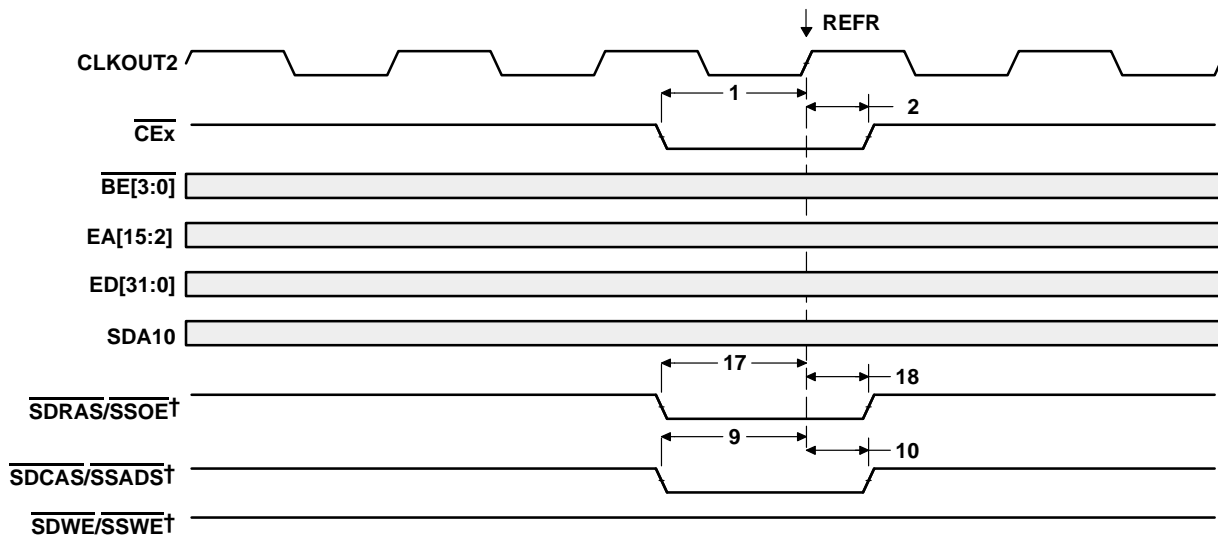 REFR
CLKOUT2
1
2
CEx
BE[3:0]
EA[15:2]
ED[31:0]
SDA10
17
18
SDRAS/SSOE†
9
10
SDCAS/SSADS†
SDWE/SSWE†